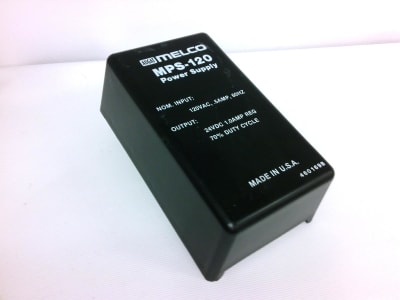 MELCO
MPS-120
Power Supply
NOM. INPUT:
120VAC, .5AMP, 60HZ
OUTPUT:
24VDC 1.0AMP REG
70% DUTY CYCLE
MADE IN U.S.A.
4801698